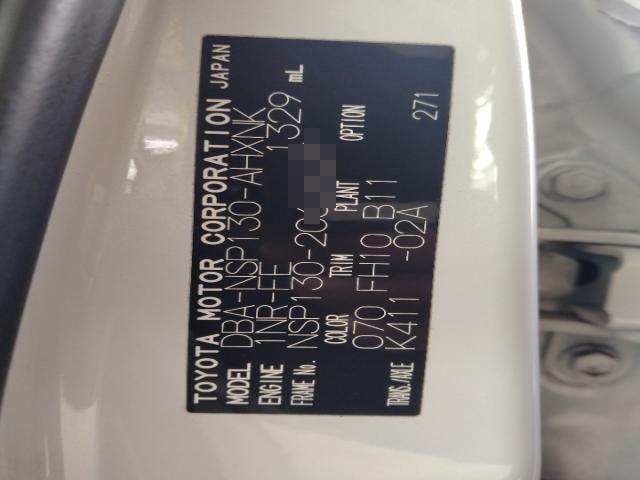 TOYOTA MOTOR CORPORATION JAPAN
MODEL DBA-NSP130-AHXNK
ENGINE 1NR-FE 1329 mL
FRAME No. NSP130-20
COLOR TRIM PLANT OPTION
070 FH10 B11
TRANS./AXLE K411 -02A 271